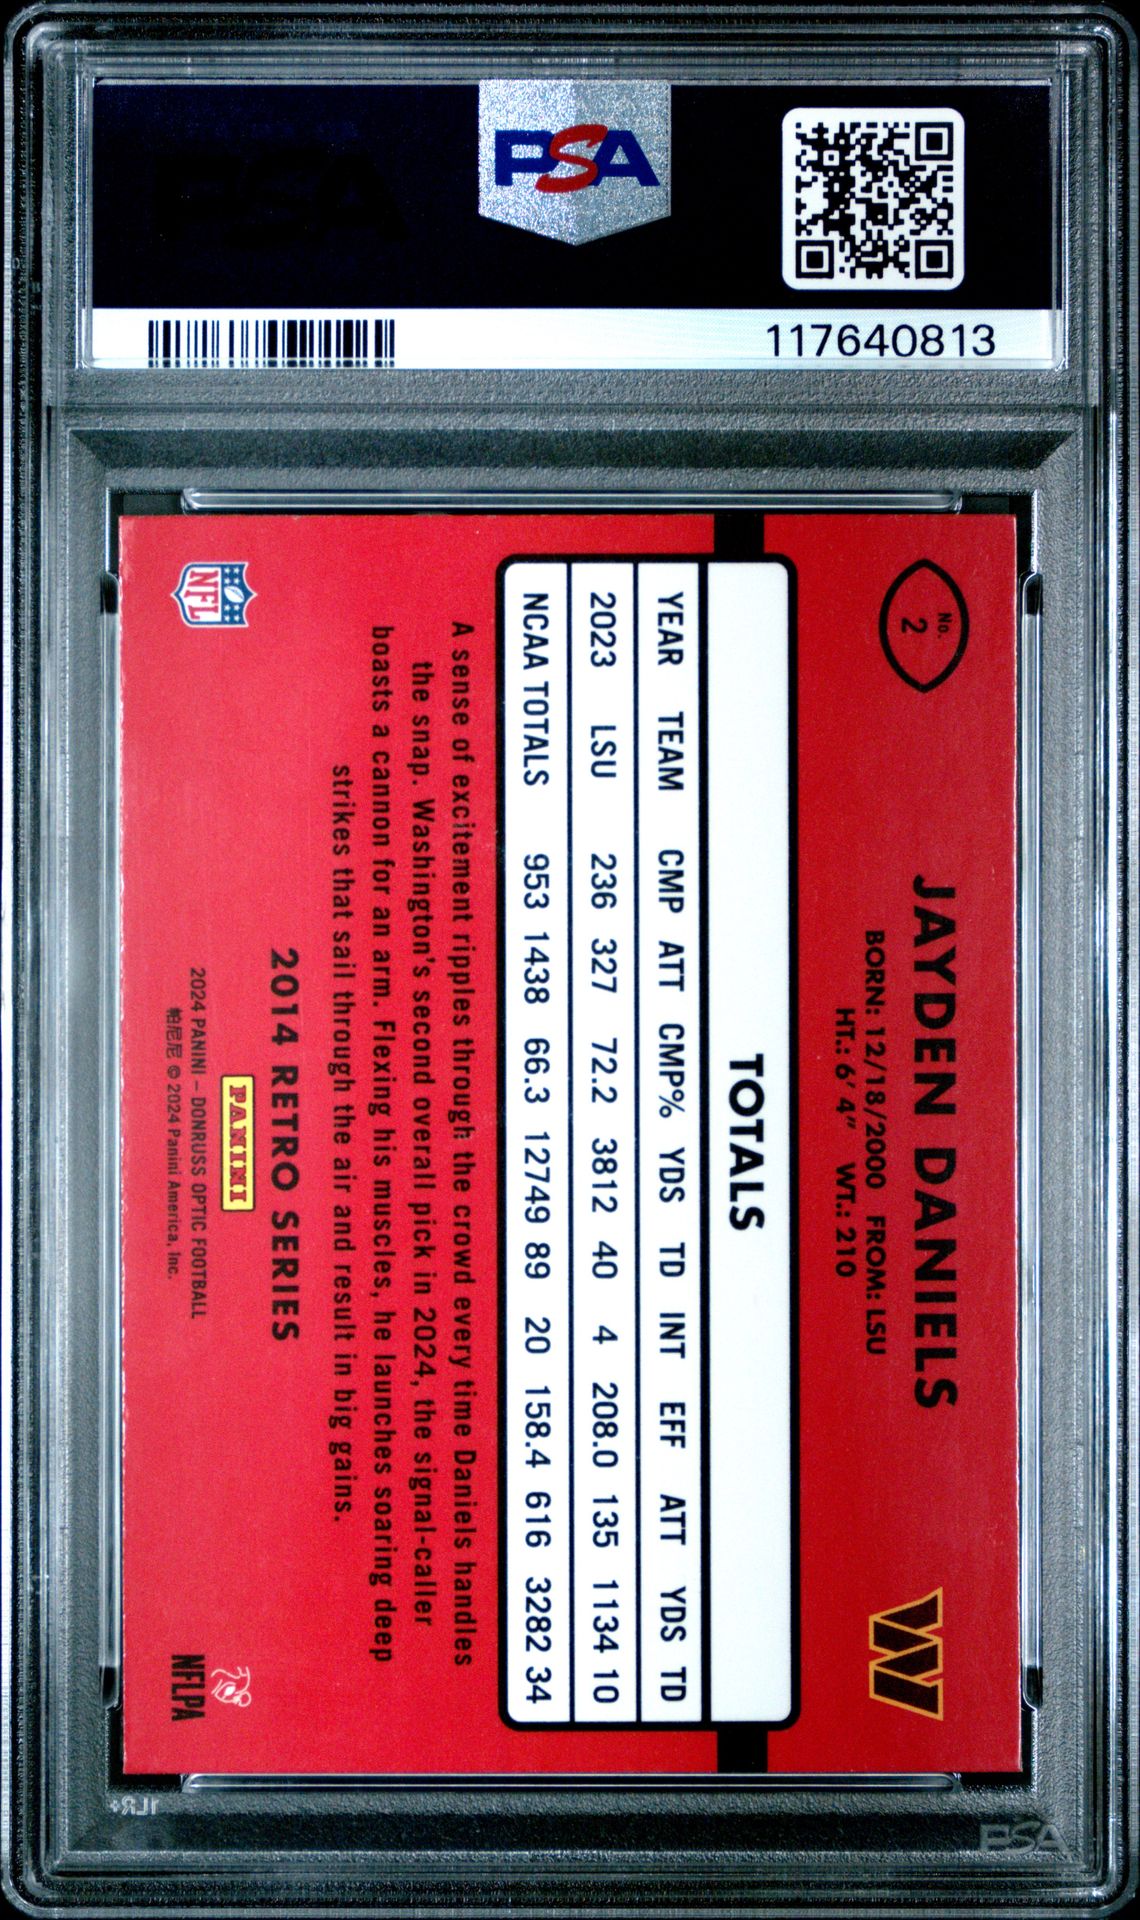 PSA
117640813
No.
2
JAYDEN DANIELS
BORN: 12/18/2000 FROM: LSU
HT.: 6' 4" WT.: 210
W
TOTALS
YEAR TEAM CMP ATT CMP% YDS TD INT EFF ATT YDS TD
2023 LSU 236 327 72.2 3812 40 4 208.0 135 1134 10
NCAA TOTALS 953 1438 66.3 12749 89 20 158.4 616 3282 34
A sense of excitement ripples through the crowd every time Daniels handles
the snap. Washington's second overall pick in 2024, the signal-caller
boasts a cannon for an arm. Flexing his muscles, he launches soaring deep
strikes that sail through the air and result in big gains.
2014 RETRO SERIES
PANINI
2024 PANINI – DONRUSS OPTIC FOOTBALL
帕尼尼 © 2024 Panini America, Inc.
NFL
NFLPA
1LR+
PSA